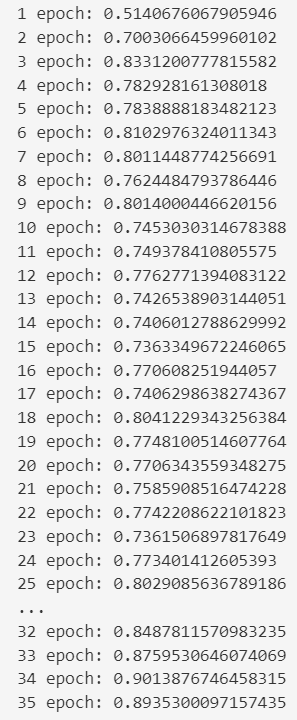 1 epoch: 0.5140676067905946
2 epoch: 0.7003066459960102
3 epoch: 0.8331200777815582
4 epoch: 0.782928161308018
5 epoch: 0.7838888183482123
6 epoch: 0.8102976324011343
7 epoch: 0.8011448774256691
8 epoch: 0.7624484793786446
9 epoch: 0.8014000446620156
10 epoch: 0.7453030314678388
11 epoch: 0.749378410805575
12 epoch: 0.7762771394083122
13 epoch: 0.7426538903144051
14 epoch: 0.7406012788629992
15 epoch: 0.7363349672246065
16 epoch: 0.770608251944057
17 epoch: 0.7406298638274367
18 epoch: 0.8041229343256384
19 epoch: 0.7748100514607764
20 epoch: 0.7706343559348275
21 epoch: 0.7585908516474228
22 epoch: 0.7742208622101823
23 epoch: 0.7361506897817649
24 epoch: 0.773401412605393
25 epoch: 0.8029085636789186
...
32 epoch: 0.8487811570983235
33 epoch: 0.8759530646074069
34 epoch: 0.9013876746458315
35 epoch: 0.8935300097157435